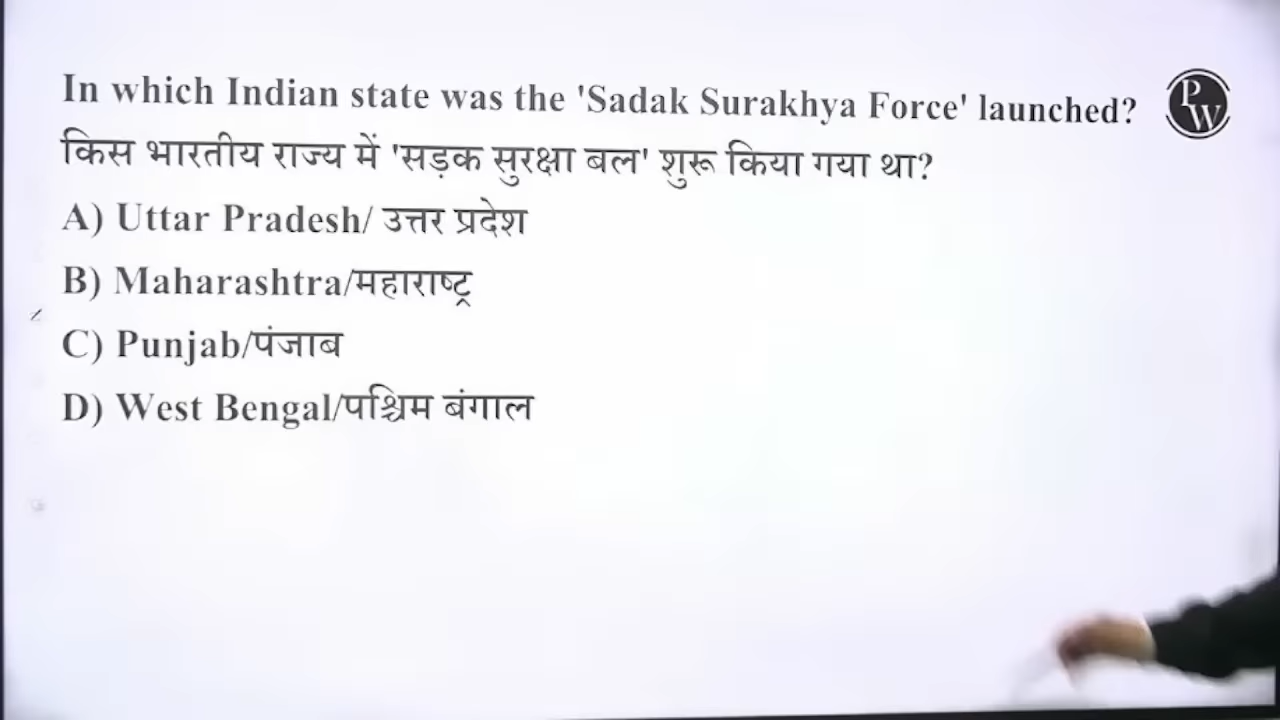 In which Indian state was the 'Sadak Surakhya Force' launched?
PW
किस भारतीय राज्य में 'सड़क सुरक्षा बल' शुरू किया गया था?
A) Uttar Pradesh/ उत्तर प्रदेश
B) Maharashtra/महाराष्ट्र
C) Punjab/पंजाब
D) West Bengal/पश्चिम बंगाल